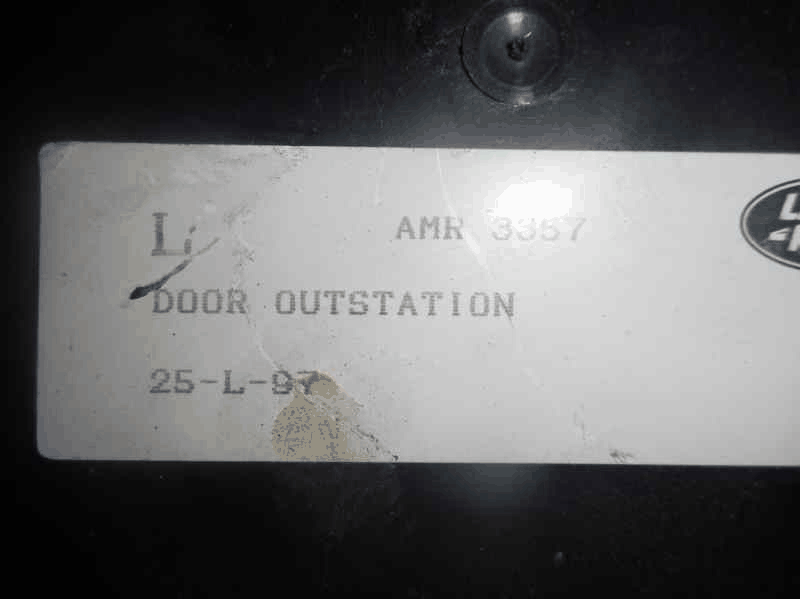 L AMR 3357
DOOR OUTSTATION
25-L-97